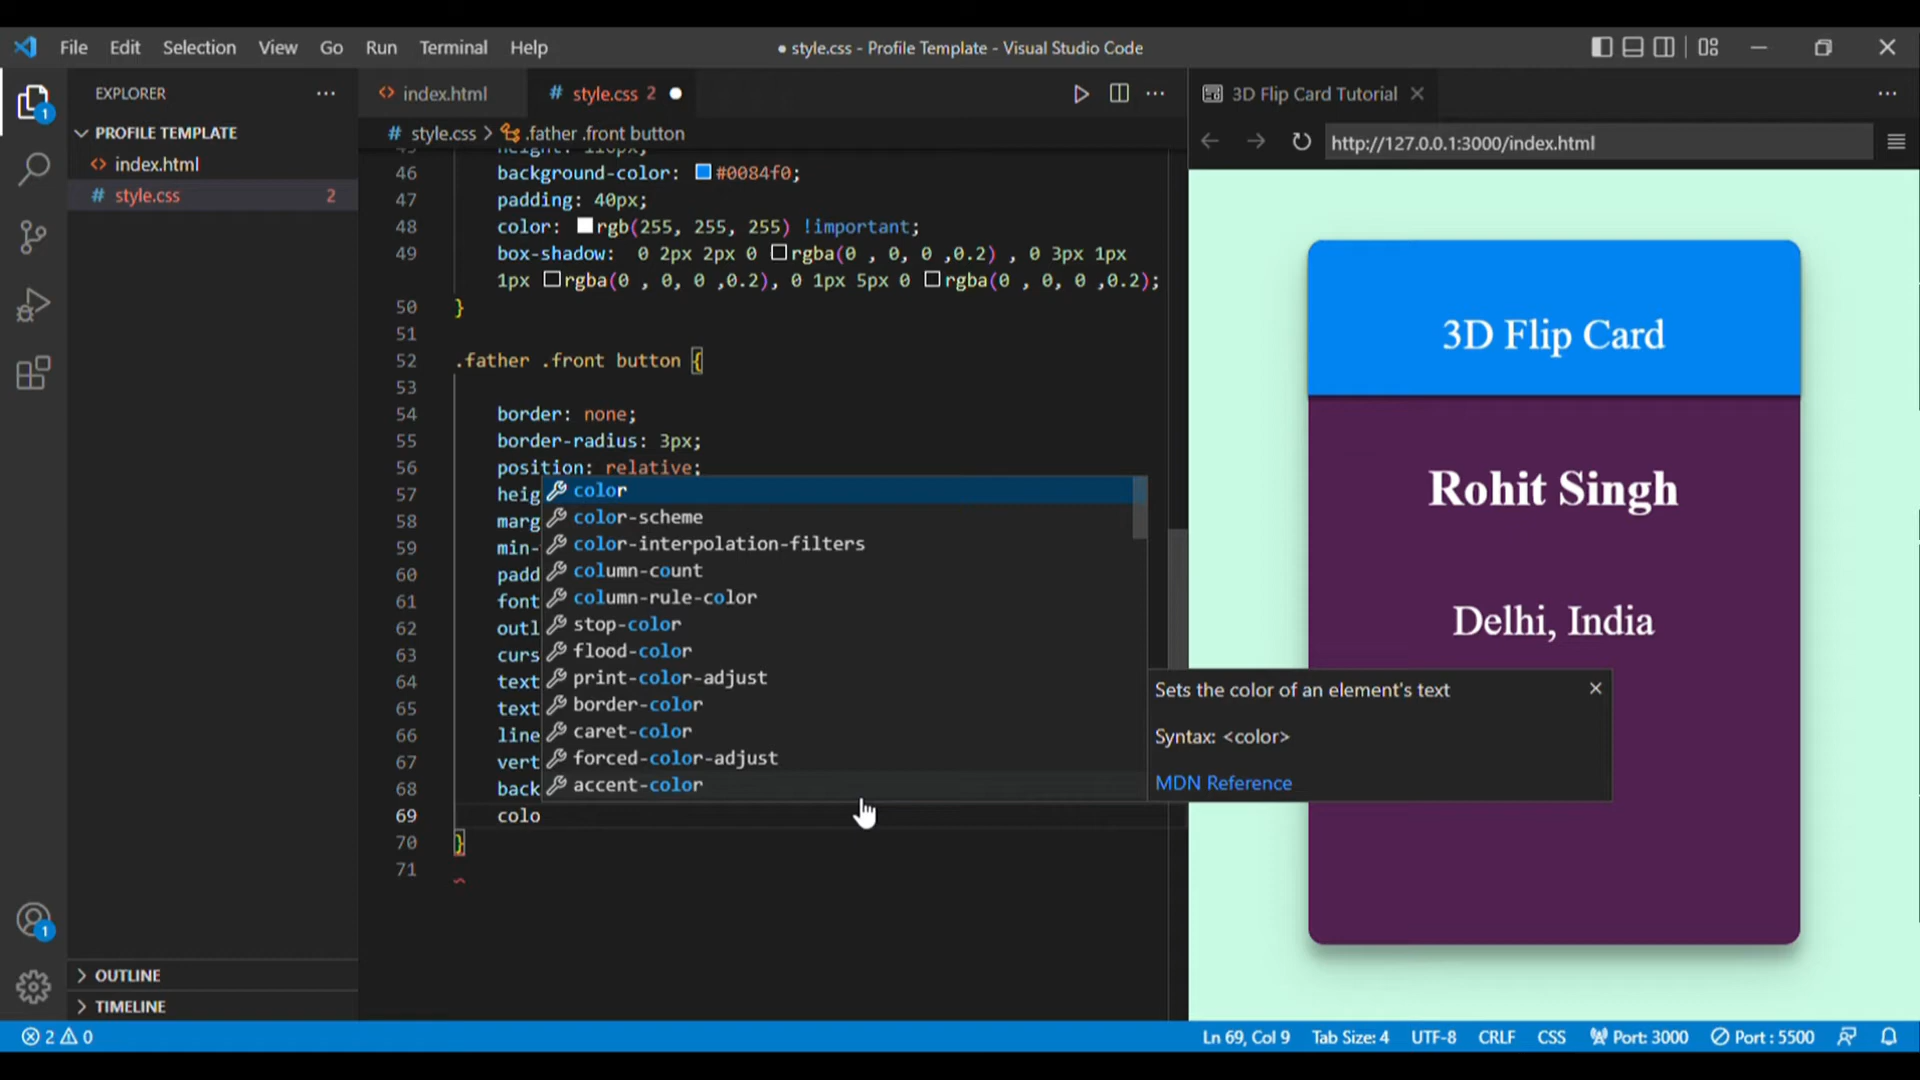 File Edit Selection View Go Run Terminal Help
● style.css - Profile Template - Visual Studio Code
EXPLORER ···
PROFILE TEMPLATE
<> index.html
# style.css 2
OUTLINE
TIMELINE
<> index.html
# style.css 2 ●
# style.css > .father .front button
46 background-color: #0084f0;
47 padding: 40px;
48 color: rgb(255, 255, 255) !important;
49 box-shadow: 0 2px 2px 0 rgba(0 , 0, 0 ,0.2) , 0 3px 1px
1px rgba(0 , 0, 0 ,0.2), 0 1px 5px 0 rgba(0 , 0, 0 ,0.2);
50 }
51
52 .father .front button {
53
54 border: none;
55 border-radius: 3px;
56 position: relative;
57 heig
58 marg
59 min-
60 padd
61 font
62 outl
63 curs
64 text
65 text
66 line
67 vert
68 back
69 colo
70 }
71
color
color-scheme
color-interpolation-filters
column-count
column-rule-color
stop-color
flood-color
print-color-adjust
border-color
caret-color
forced-color-adjust
accent-color
Sets the color of an element's text
Syntax: <color>
MDN Reference
3D Flip Card Tutorial
http://127.0.0.1:3000/index.html
3D Flip Card
Rohit Singh
Delhi, India
1
1
2 0
Ln 69, Col 9 Tab Size: 4 UTF-8 CRLF CSS Port: 3000 Port : 5500